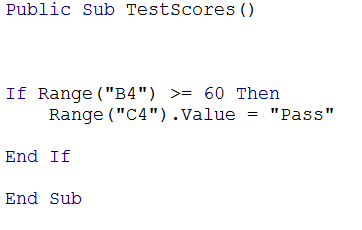 Public Sub TestScores()
If Range("B4") >= 60 Then
    Range("C4").Value = "Pass"
End If
End Sub